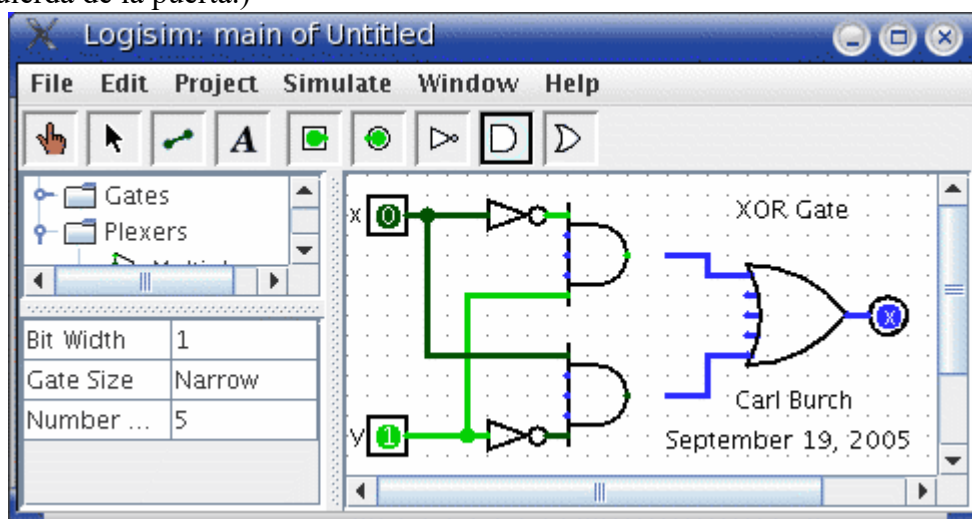 de la puerta.)
Logisim: main of Untitled
File Edit Project Simulate Window Help
A
Gates
Plexers
Bit Width 1
Gate Size Narrow
Number ... 5
x 0
XOR Gate
x
y 1
Carl Burch
September 19, 2005